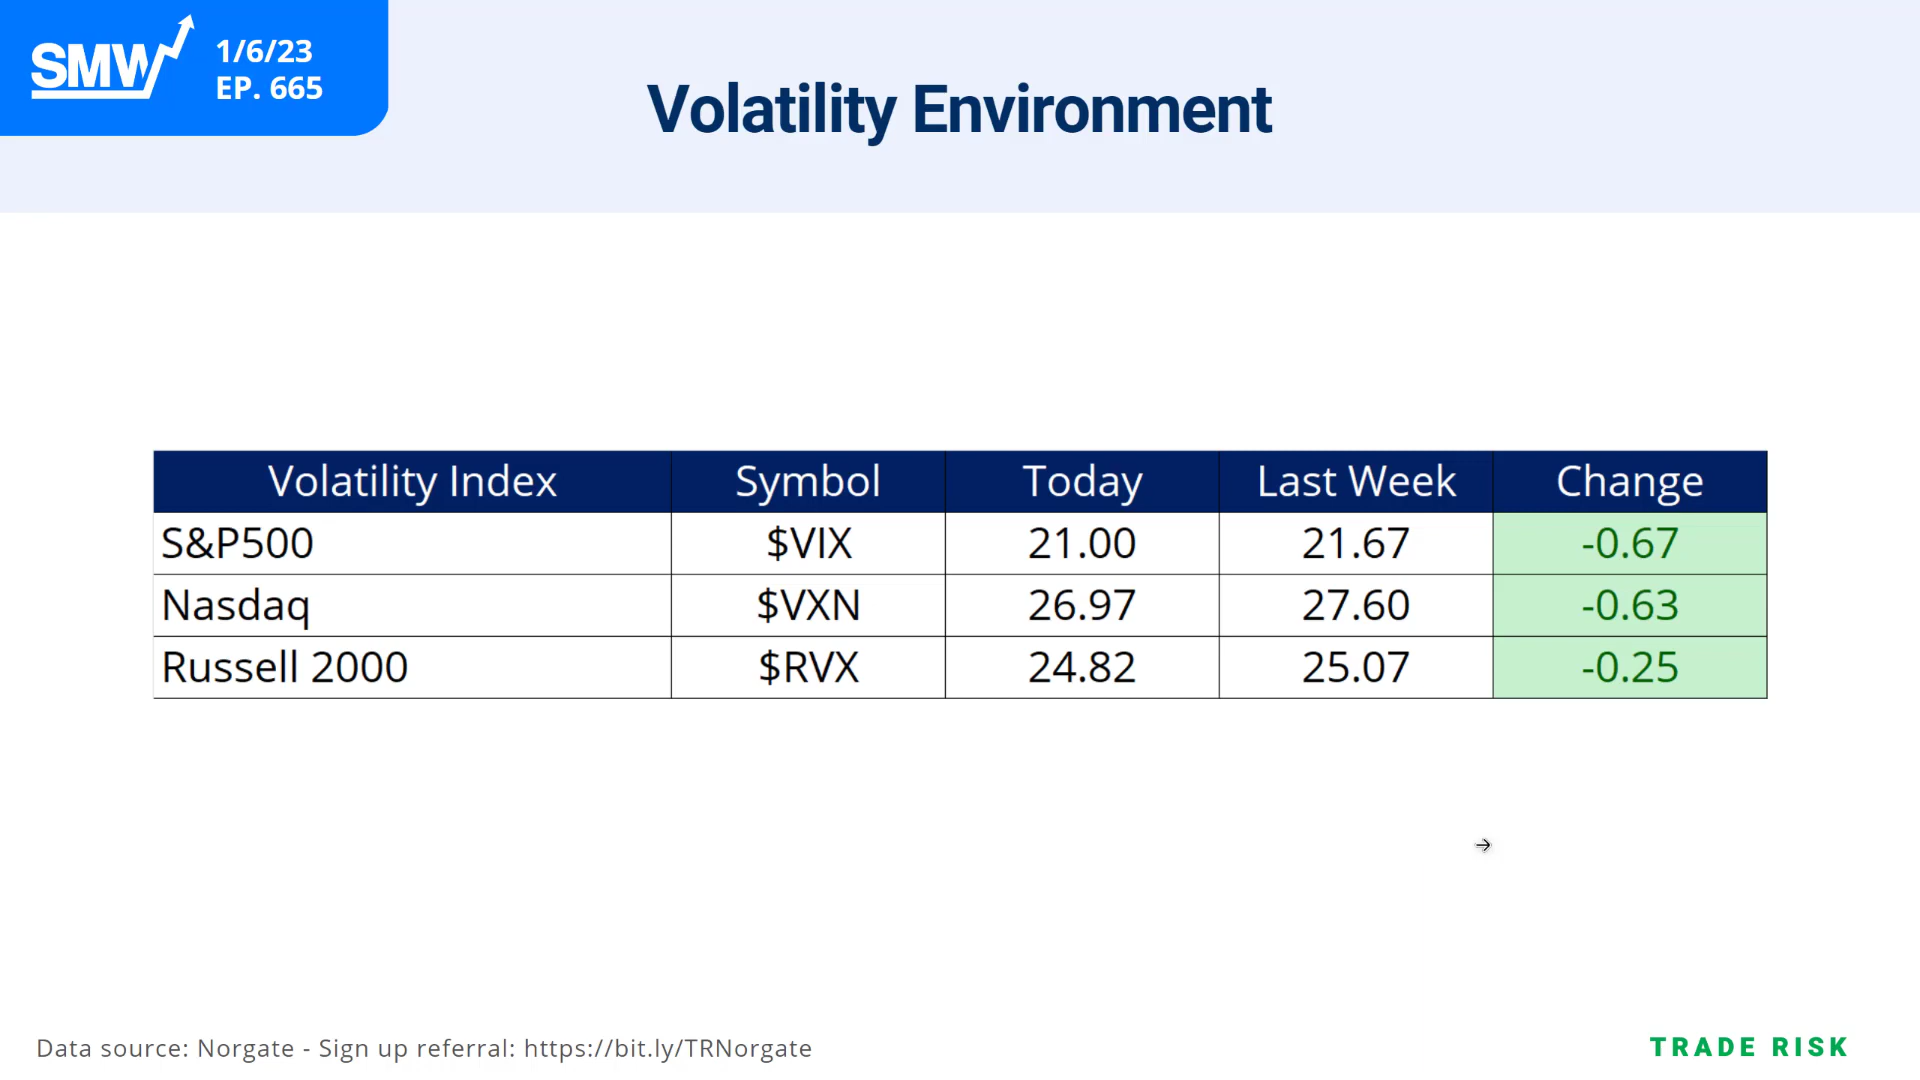 SMW
1/6/23
EP. 665
Volatility Environment
Volatility Index Symbol Today Last Week Change
S&P500 $VIX 21.00 21.67 -0.67
Nasdaq $VXN 26.97 27.60 -0.63
Russell 2000 $RVX 24.82 25.07 -0.25
Data source: Norgate - Sign up referral: https://bit.ly/TRNorgate
TRADE RISK